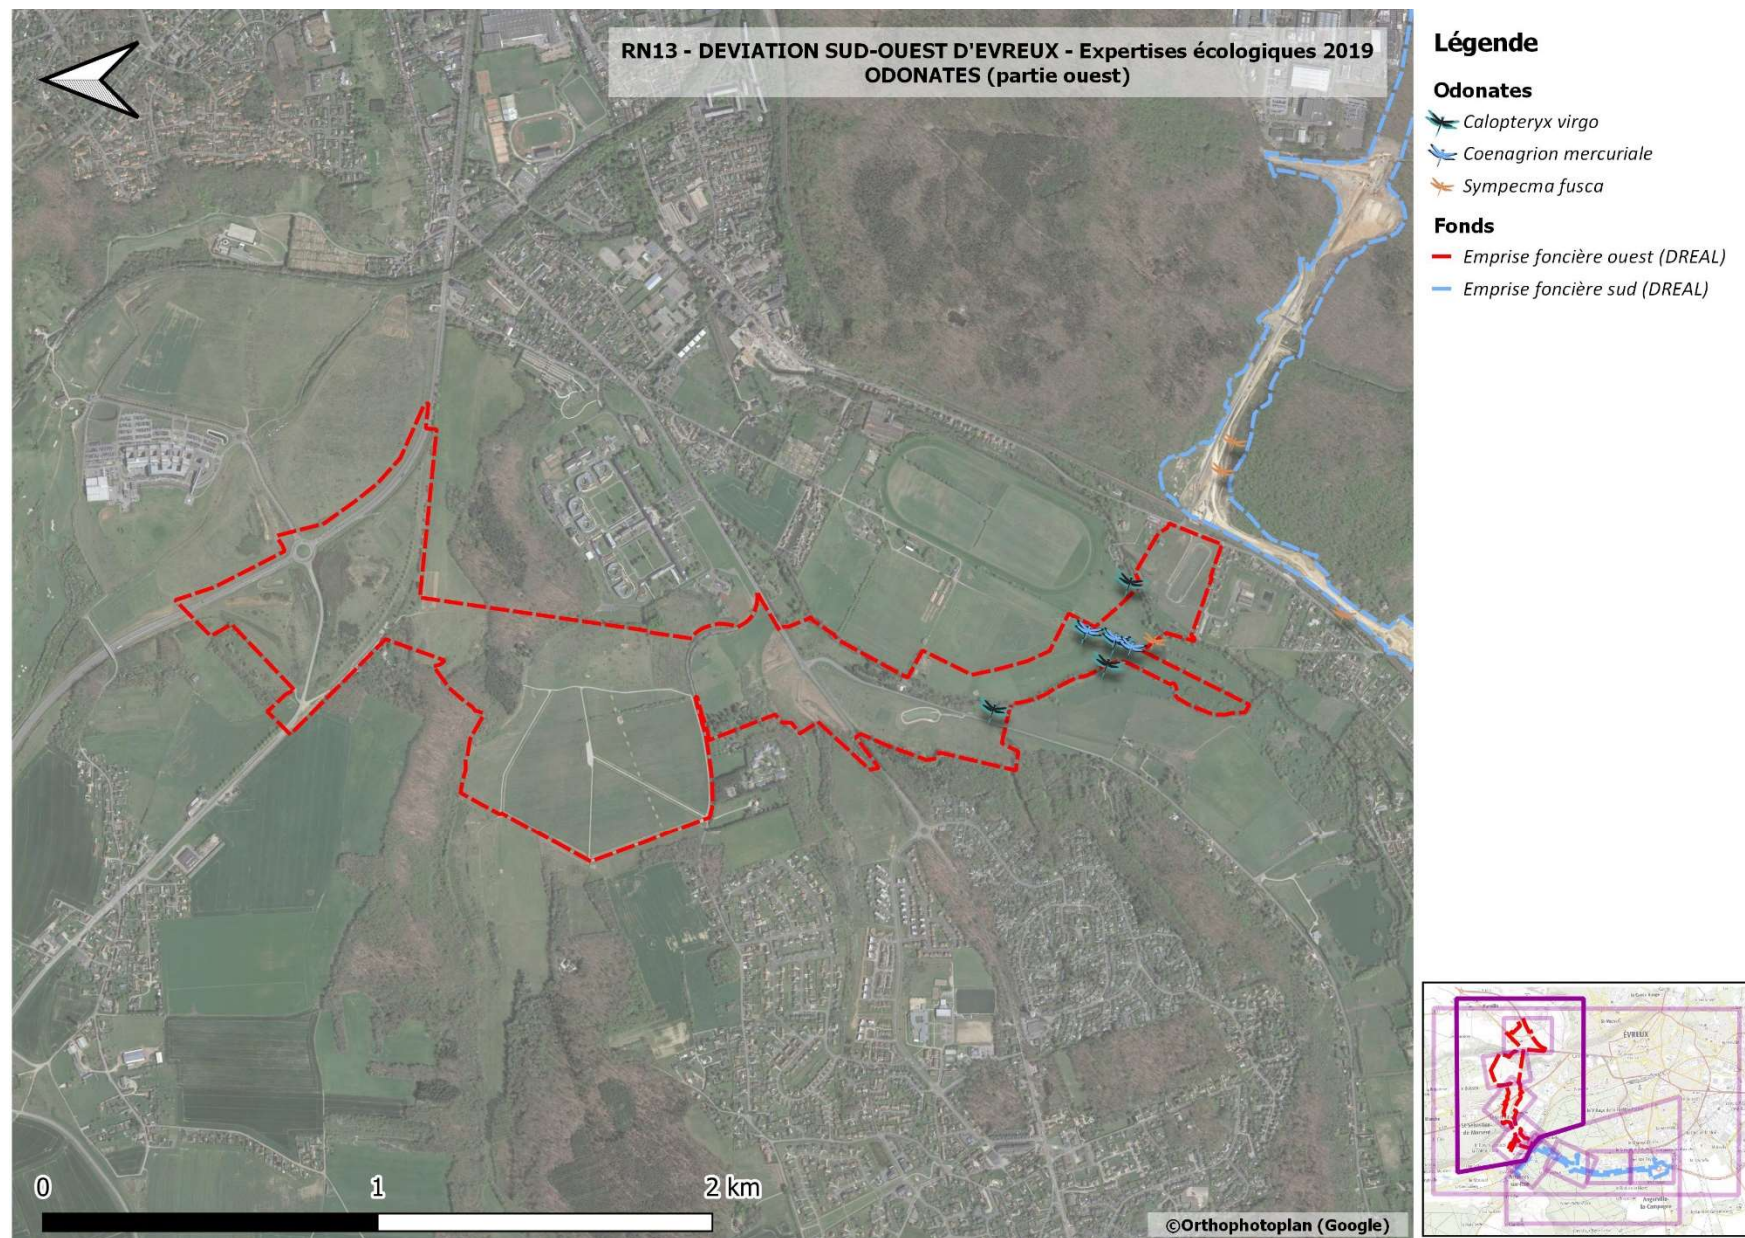 RN13 - DEVIATION SUD-OUEST D'EVREUX - Expertises écologiques 2019
ODONATES (partie ouest)
Légende
Odonates
Calopteryx virgo
Coenagrion mercuriale
Sympecma fusca
Fonds
Emprise foncière ouest (DREAL)
Emprise foncière sud (DREAL)
0
1
2 km
©Orthophotoplan (Google)
ÉVREUX